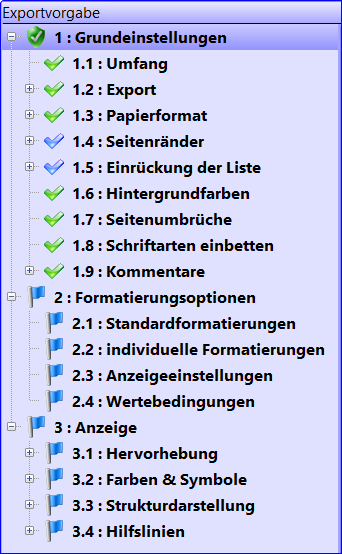 Exportvorgabe
1 : Grundeinstellungen
1.1 : Umfang
1.2 : Export
1.3 : Papierformat
1.4 : Seitenränder
1.5 : Einrückung der Liste
1.6 : Hintergrundfarben
1.7 : Seitenumbrüche
1.8 : Schriftarten einbetten
1.9 : Kommentare
2 : Formatierungsoptionen
2.1 : Standardformatierungen
2.2 : individuelle Formatierungen
2.3 : Anzeigeeinstellungen
2.4 : Wertebedingungen
3 : Anzeige
3.1 : Hervorhebung
3.2 : Farben & Symbole
3.3 : Strukturdarstellung
3.4 : Hilfslinien